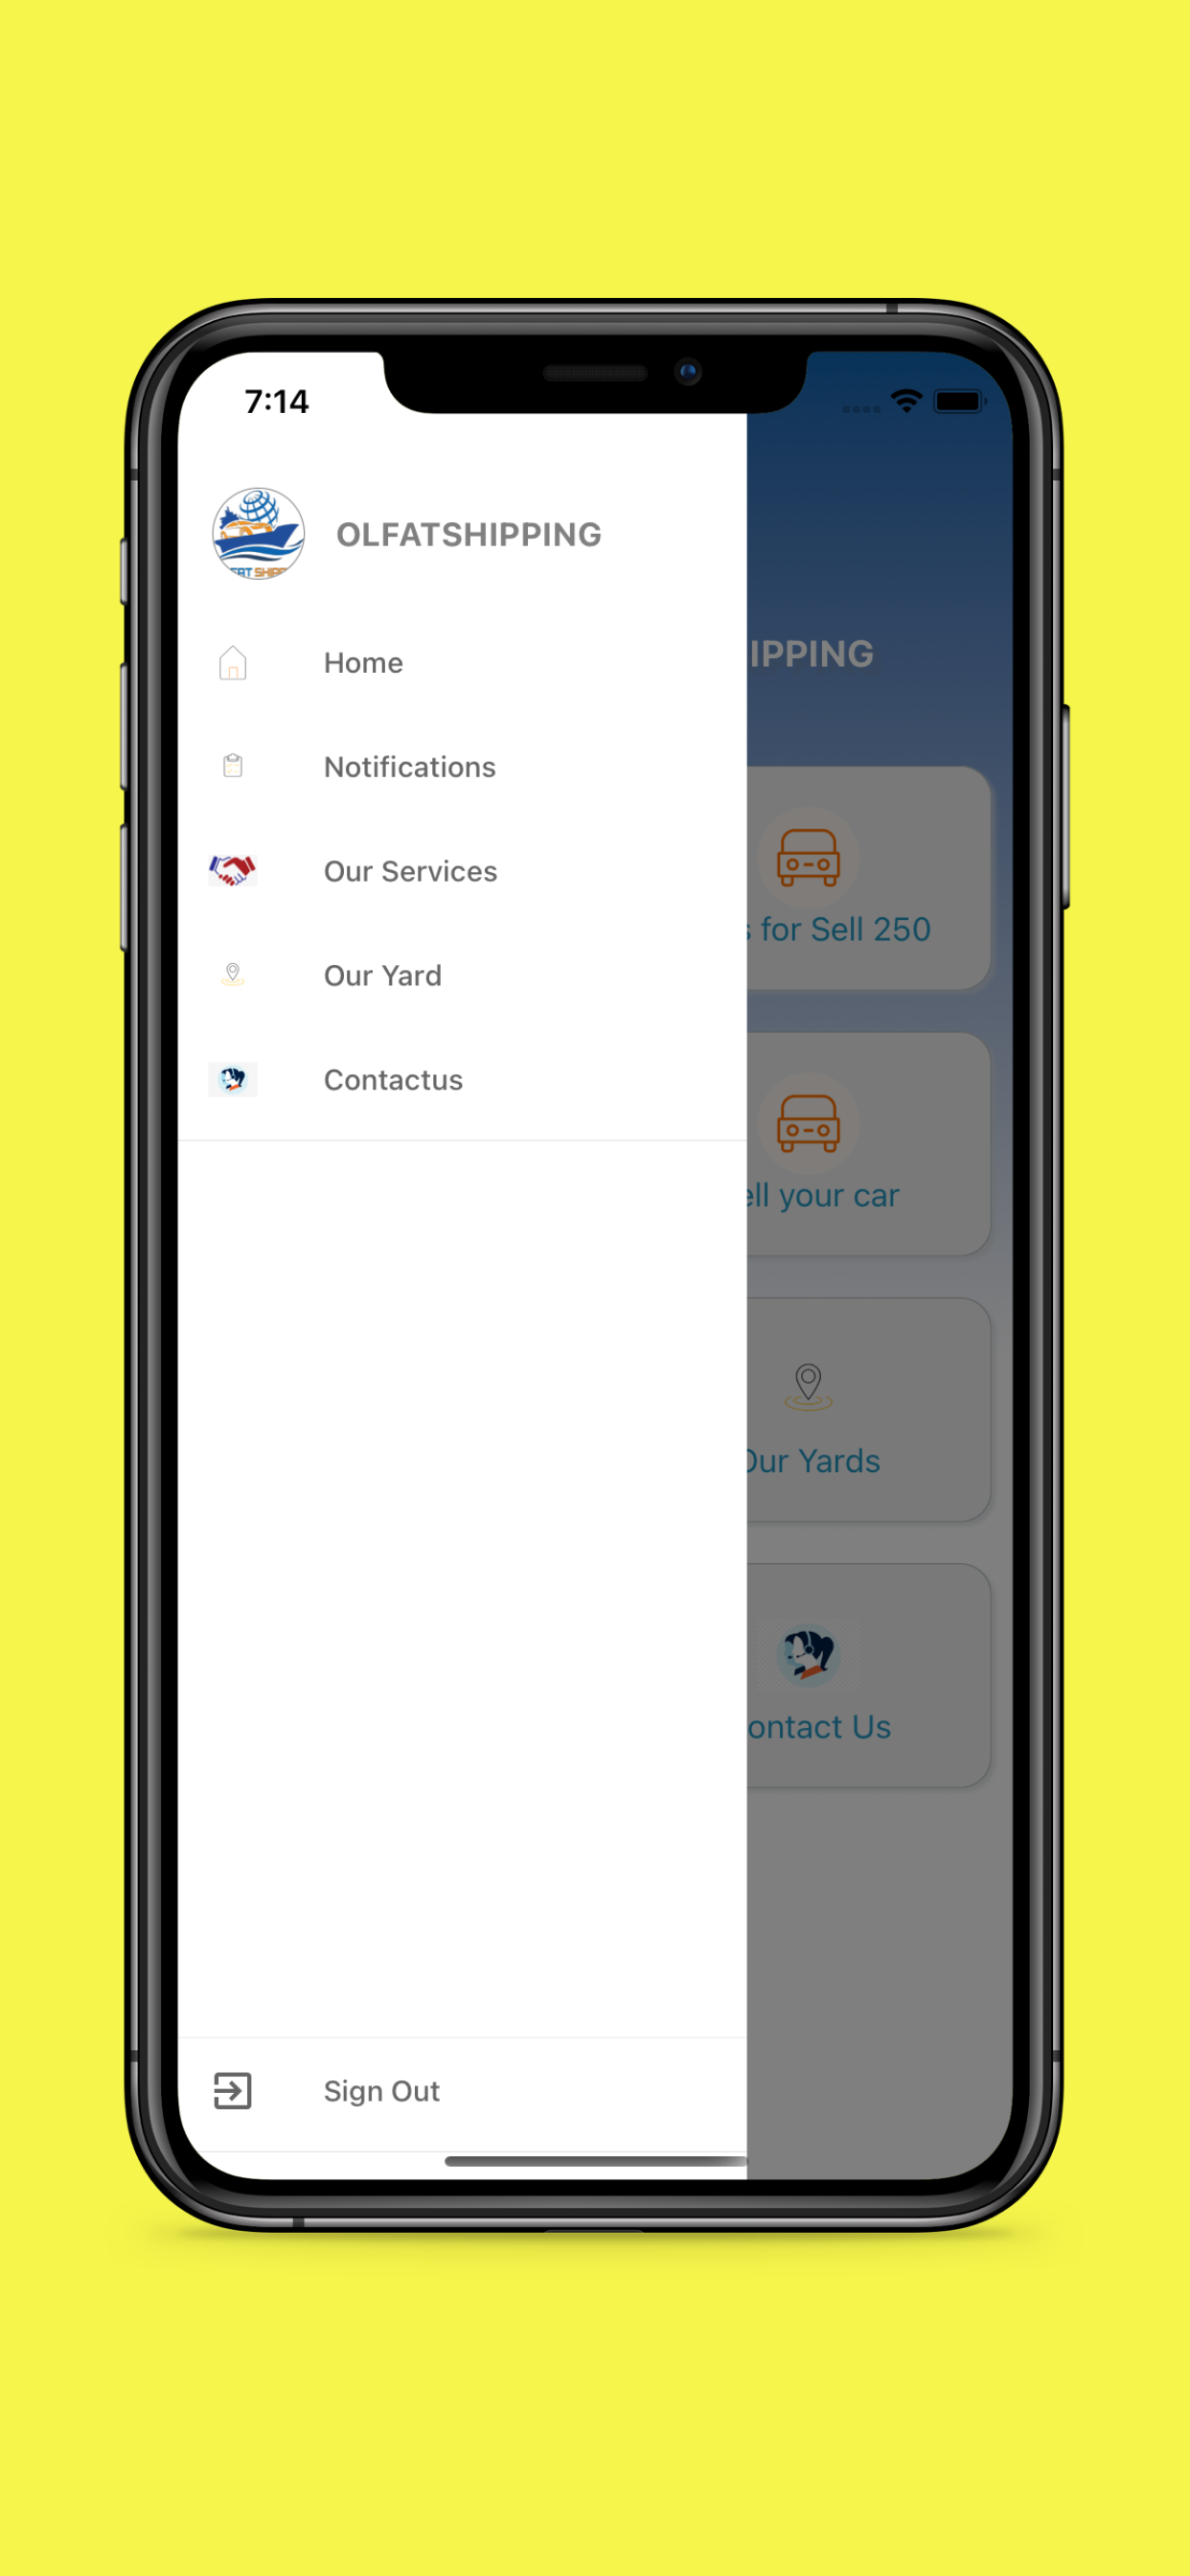 7:14
OLFATSHIPPING
Home
Notifications
Our Services
Our Yard
Contactus
Sign Out
IPPING
for Sell 250
ll your car
Our Yards
ontact Us